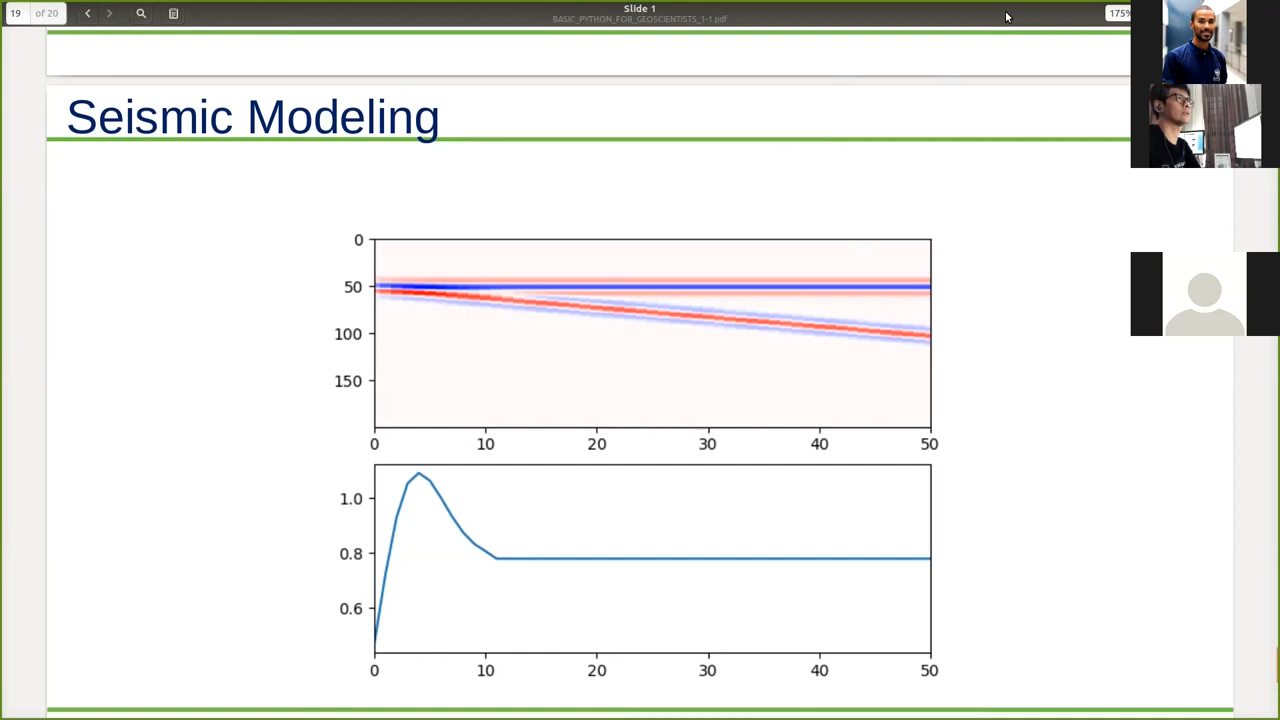 19 of 20
Slide 1
BASIC_PYTHON_FOR_GEOSCIENTISTS_1-1.pdf
175%
Seismic Modeling
0
50
100
150
0 10 20 30 40 50
1.0
0.8
0.6
0 10 20 30 40 50